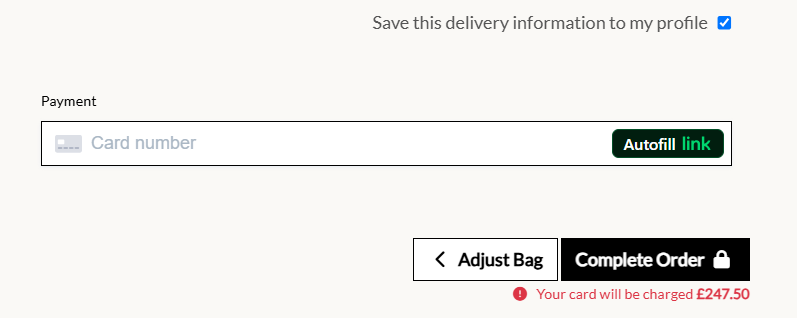 Save this delivery information to my profile
Payment
Card number Autofill link
Adjust Bag Complete Order
Your card will be charged £247.50